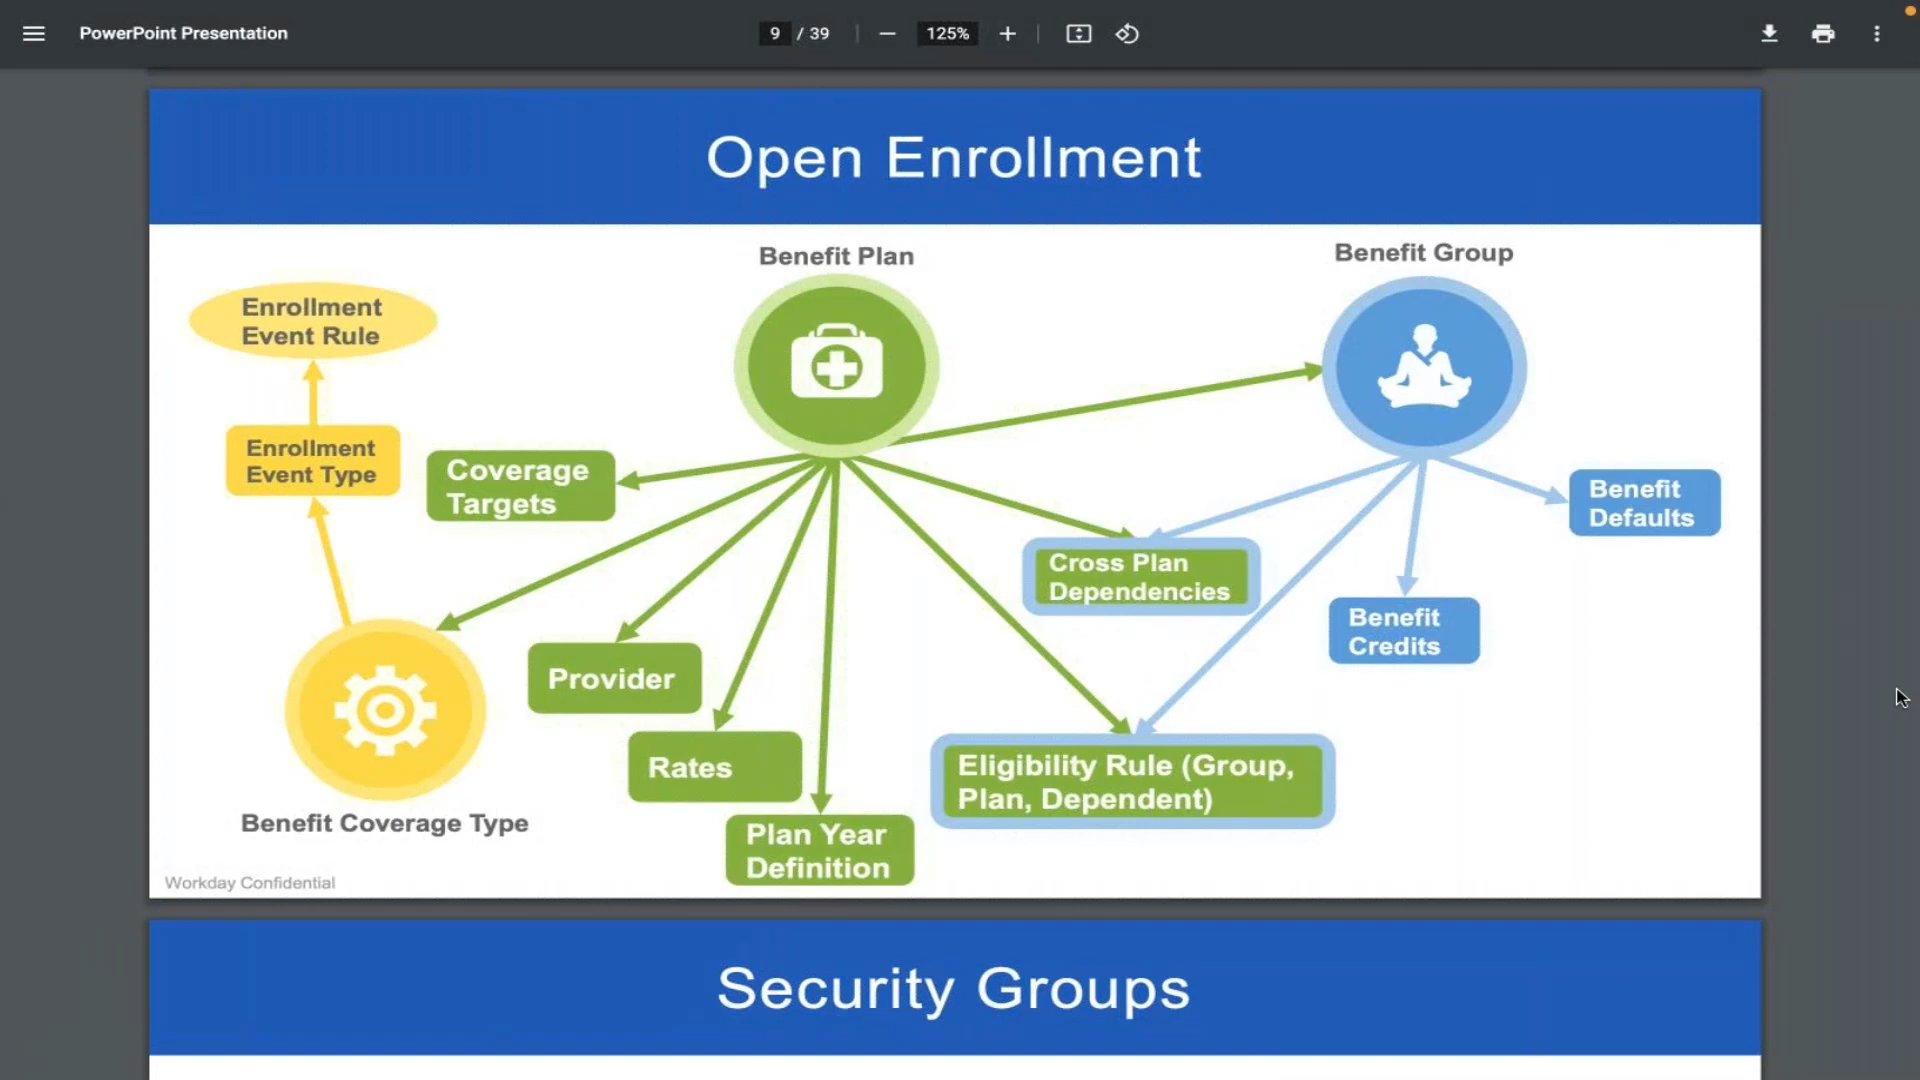 PowerPoint Presentation
9 / 39
125%
Open Enrollment
Benefit Plan
Benefit Group
Enrollment
Event Rule
Enrollment
Event Type
Coverage
Targets
Benefit
Defaults
Cross Plan
Dependencies
Benefit
Credits
Provider
Rates
Eligibility Rule (Group,
Plan, Dependent)
Benefit Coverage Type
Plan Year
Definition
Workday Confidential
Security Groups